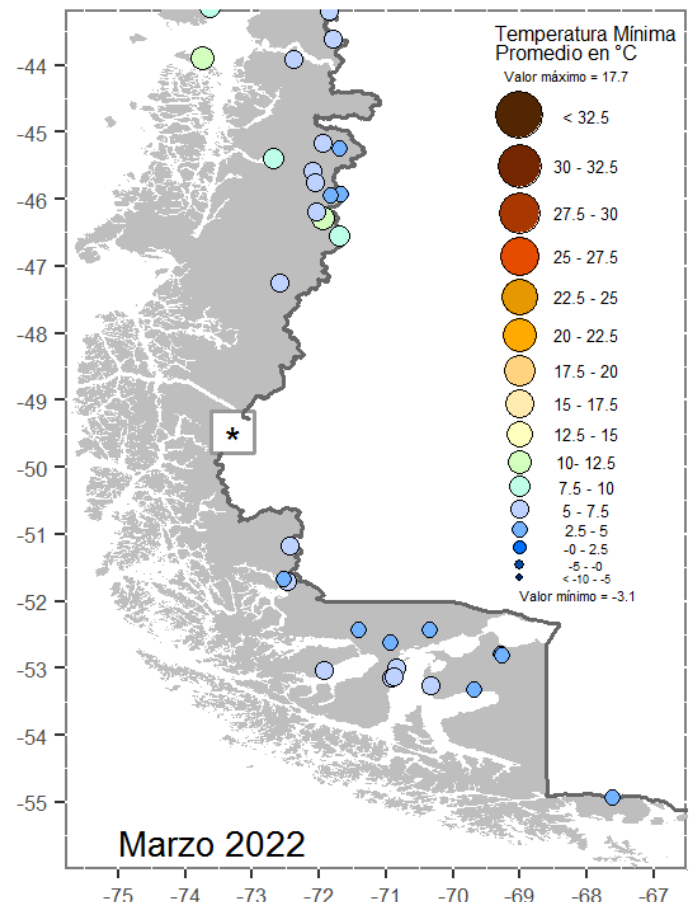 Temperatura Mínima
Promedio en °C
Valor máximo = 17.7
< 32.5
30 - 32.5
27.5 - 30
25 - 27.5
22.5 - 25
20 - 22.5
17.5 - 20
15 - 17.5
12.5 - 15
10- 12.5
7.5 - 10
5 - 7.5
2.5 - 5
-0 - 2.5
-5 - -0
< -10 - -5
Valor mínimo = -3.1
-44
-45
-46
-47
-48
-49
-50
-51
-52
-53
-54
-55
*
Marzo 2022
-75 -74 -73 -72 -71 -70 -69 -68 -67